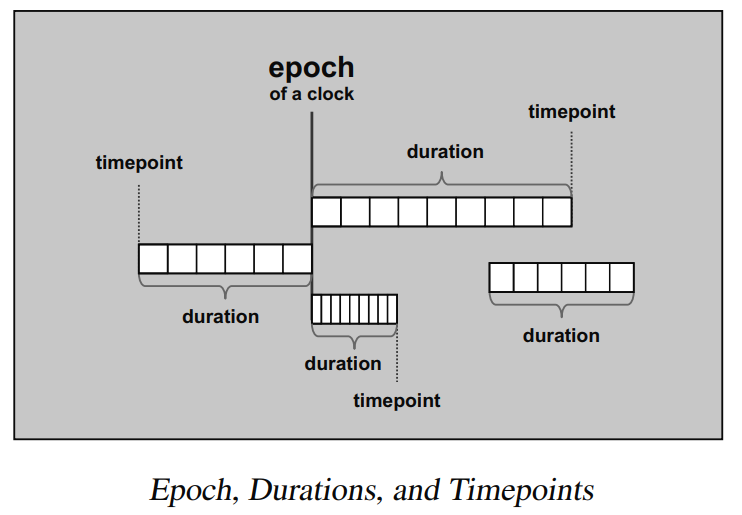 epoch
of a clock
timepoint
duration
timepoint
duration
duration
duration
timepoint
Epoch, Durations, and Timepoints